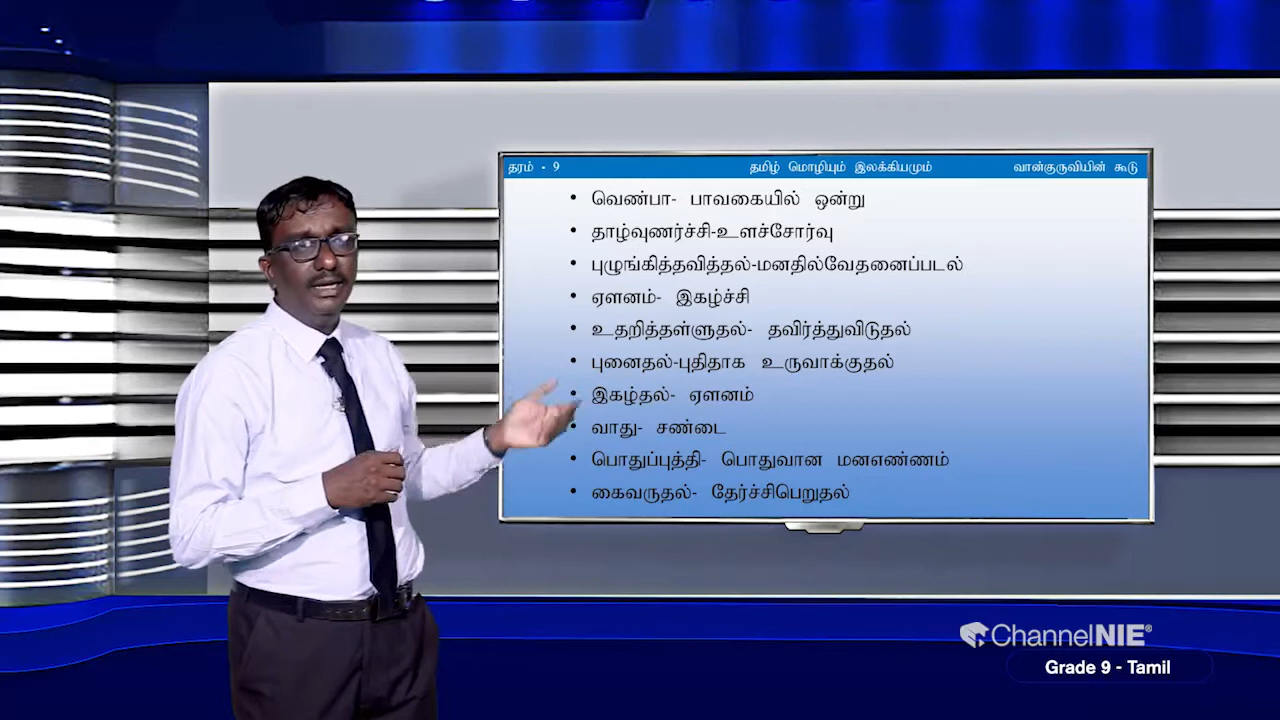 தரம் - 9 தமிழ் மொழியும் இலக்கியமும் வான்குருவியின் கூடு
• வெண்பா- பாவகையில் ஒன்று
• தாழ்வுணர்ச்சி-உளச்சோர்வு
• புழுங்கித்தவித்தல்-மனதில்வேதனைப்படல்
• ஏளனம்- இகழ்ச்சி
• உதறித்தள்ளுதல்- தவிர்த்துவிடுதல்
• புனைதல்-புதிதாக உருவாக்குதல்
• இகழ்தல்- ஏளனம்
• வாது- சண்டை
• பொதுப்புத்தி- பொதுவான மனஎண்ணம்
• கைவருதல்- தேர்ச்சிபெறுதல்
ChannelNIE®
Grade 9 - Tamil